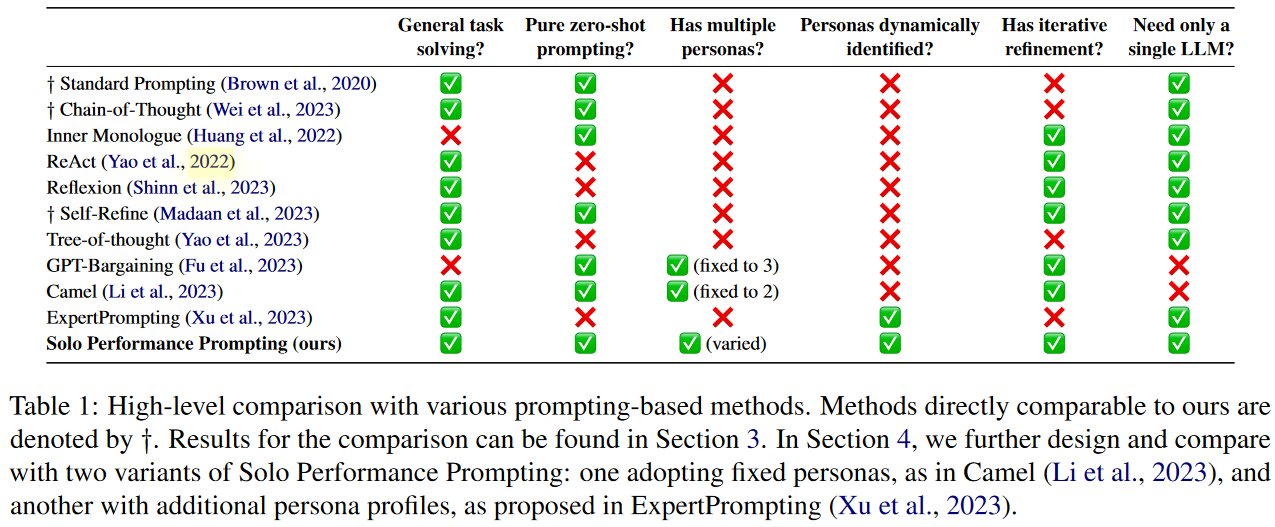 General task solving? Pure zero-shot prompting? Has multiple personas? Personas dynamically identified? Has iterative refinement? Need only a single LLM?
† Standard Prompting (Brown et al., 2020) ✅ ✅ ❌ ❌ ❌ ✅
† Chain-of-Thought (Wei et al., 2023) ✅ ✅ ❌ ❌ ❌ ✅
Inner Monologue (Huang et al., 2022) ❌ ✅ ❌ ❌ ✅ ✅
ReAct (Yao et al., 2022) ✅ ❌ ❌ ❌ ✅ ✅
Reflexion (Shinn et al., 2023) ✅ ❌ ❌ ❌ ✅ ✅
† Self-Refine (Madaan et al., 2023) ✅ ✅ ❌ ❌ ✅ ✅
Tree-of-thought (Yao et al., 2023) ✅ ❌ ❌ ❌ ❌ ✅
GPT-Bargaining (Fu et al., 2023) ❌ ✅ ✅ (fixed to 3) ❌ ✅ ❌
Camel (Li et al., 2023) ✅ ✅ ✅ (fixed to 2) ❌ ✅ ❌
ExpertPrompting (Xu et al., 2023) ✅ ❌ ❌ ✅ ❌ ✅
Solo Performance Prompting (ours) ✅ ✅ ✅ (varied) ✅ ✅ ✅
Table 1: High-level comparison with various prompting-based methods. Methods directly comparable to ours are
denoted by †. Results for the comparison can be found in Section 3. In Section 4, we further design and compare
with two variants of Solo Performance Prompting: one adopting fixed personas, as in Camel (Li et al., 2023), and
another with additional persona profiles, as proposed in ExpertPrompting (Xu et al., 2023).